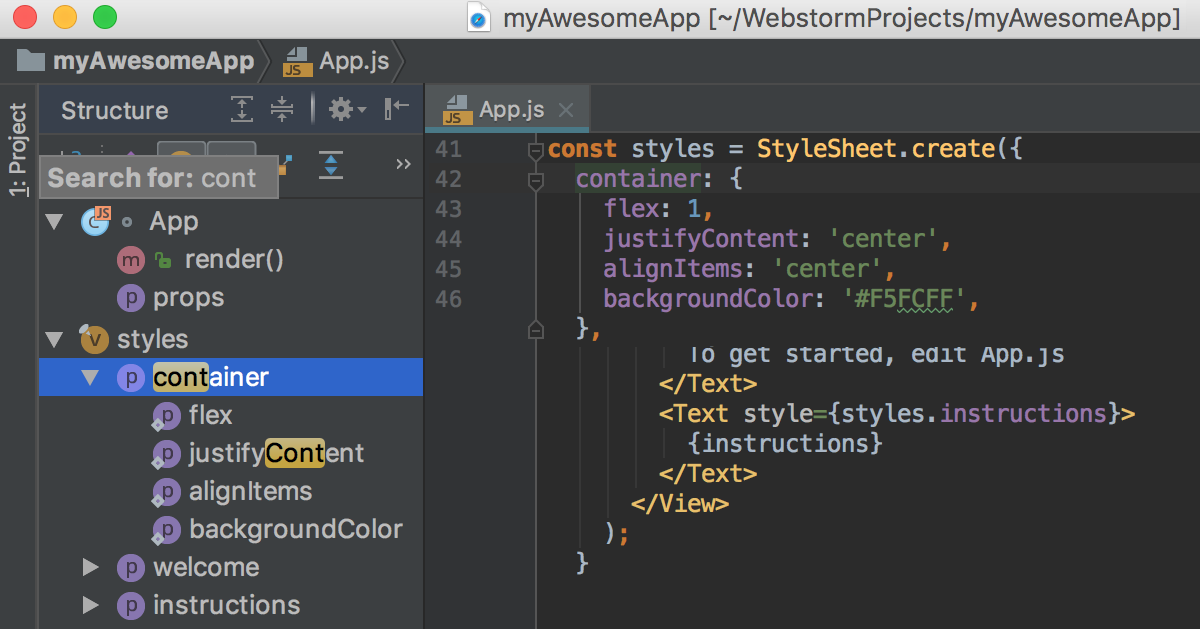 myAwesomeApp [~/WebstormProjects/myAwesomeApp]
myAwesomeApp
JS App.js
1: Project
Structure
JS App.js ×
Search for: cont
»
C JS App
m render()
p props
V styles
p container
p flex
p justifyContent
p alignItems
p backgroundColor
p welcome
p instructions
41 const styles = StyleSheet.create({
42 container: {
43 flex: 1,
44 justifyContent: 'center',
45 alignItems: 'center',
46 backgroundColor: '#F5FCFF',
},
To get started, edit App.js
</Text>
<Text style={styles.instructions}>
{instructions}
</Text>
</View>
);
}